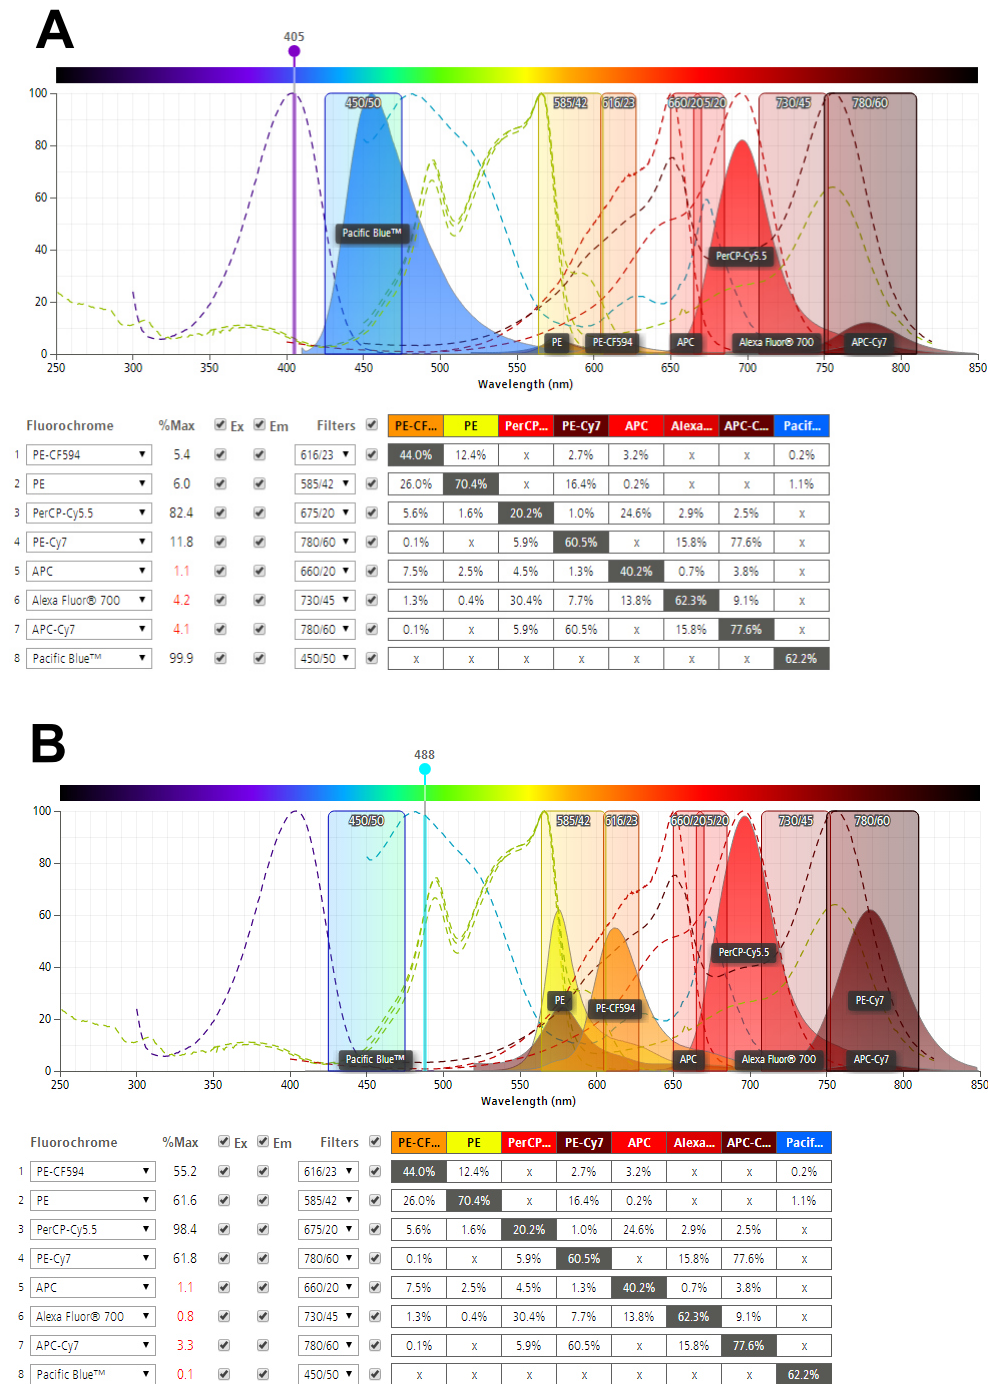 A
405
450/50 585/42 616/23 660/20 5/20 730/45 780/60
100
80
60
40
20
0
Pacific Blue™
PerCP-Cy5.5
PE PE-CF594 APC Alexa Fluor® 700 APC-Cy7
250 300 350 400 450 500 550 600 650 700 750 800 850
Wavelength (nm)
Fluorochrome %Max Ex Em Filters PE-CF... PE PerCP... PE-Cy7 APC Alexa... APC-C... Pacif...
1 PE-CF594 5.4 616/23 44.0% 12.4% x 2.7% 3.2% x x 0.2%
2 PE 6.0 585/42 26.0% 70.4% x 16.4% 0.2% x x 1.1%
3 PerCP-Cy5.5 82.4 675/20 5.6% 1.6% 20.2% 1.0% 24.6% 2.9% 2.5% x
4 PE-Cy7 11.8 780/60 0.1% x 5.9% 60.5% x 15.8% 77.6% x
5 APC 1.1 660/20 7.5% 2.5% 4.5% 1.3% 40.2% 0.7% 3.8% x
6 Alexa Fluor® 700 4.2 730/45 1.3% 0.4% 30.4% 7.7% 13.8% 62.3% 9.1% x
7 APC-Cy7 4.1 780/60 0.1% x 5.9% 60.5% x 15.8% 77.6% x
8 Pacific Blue™ 99.9 450/50 x x x x x x x 62.2%
B
488
450/50 585/42 616/23 660/20 5/20 730/45 780/60
100
80
60
40
20
0
PerCP-Cy5.5
PE PE-CF594 PE-Cy7
Pacific Blue™ APC Alexa Fluor® 700 APC-Cy7
250 300 350 400 450 500 550 600 650 700 750 800 850
Wavelength (nm)
Fluorochrome %Max Ex Em Filters PE-CF... PE PerCP... PE-Cy7 APC Alexa... APC-C... Pacif...
1 PE-CF594 55.2 616/23 44.0% 12.4% x 2.7% 3.2% x x 0.2%
2 PE 61.6 585/42 26.0% 70.4% x 16.4% 0.2% x x 1.1%
3 PerCP-Cy5.5 98.4 675/20 5.6% 1.6% 20.2% 1.0% 24.6% 2.9% 2.5% x
4 PE-Cy7 61.8 780/60 0.1% x 5.9% 60.5% x 15.8% 77.6% x
5 APC 1.1 660/20 7.5% 2.5% 4.5% 1.3% 40.2% 0.7% 3.8% x
6 Alexa Fluor® 700 0.8 730/45 1.3% 0.4% 30.4% 7.7% 13.8% 62.3% 9.1% x
7 APC-Cy7 3.3 780/60 0.1% x 5.9% 60.5% x 15.8% 77.6% x
8 Pacific Blue™ 0.1 450/50 x x x x x x x 62.2%